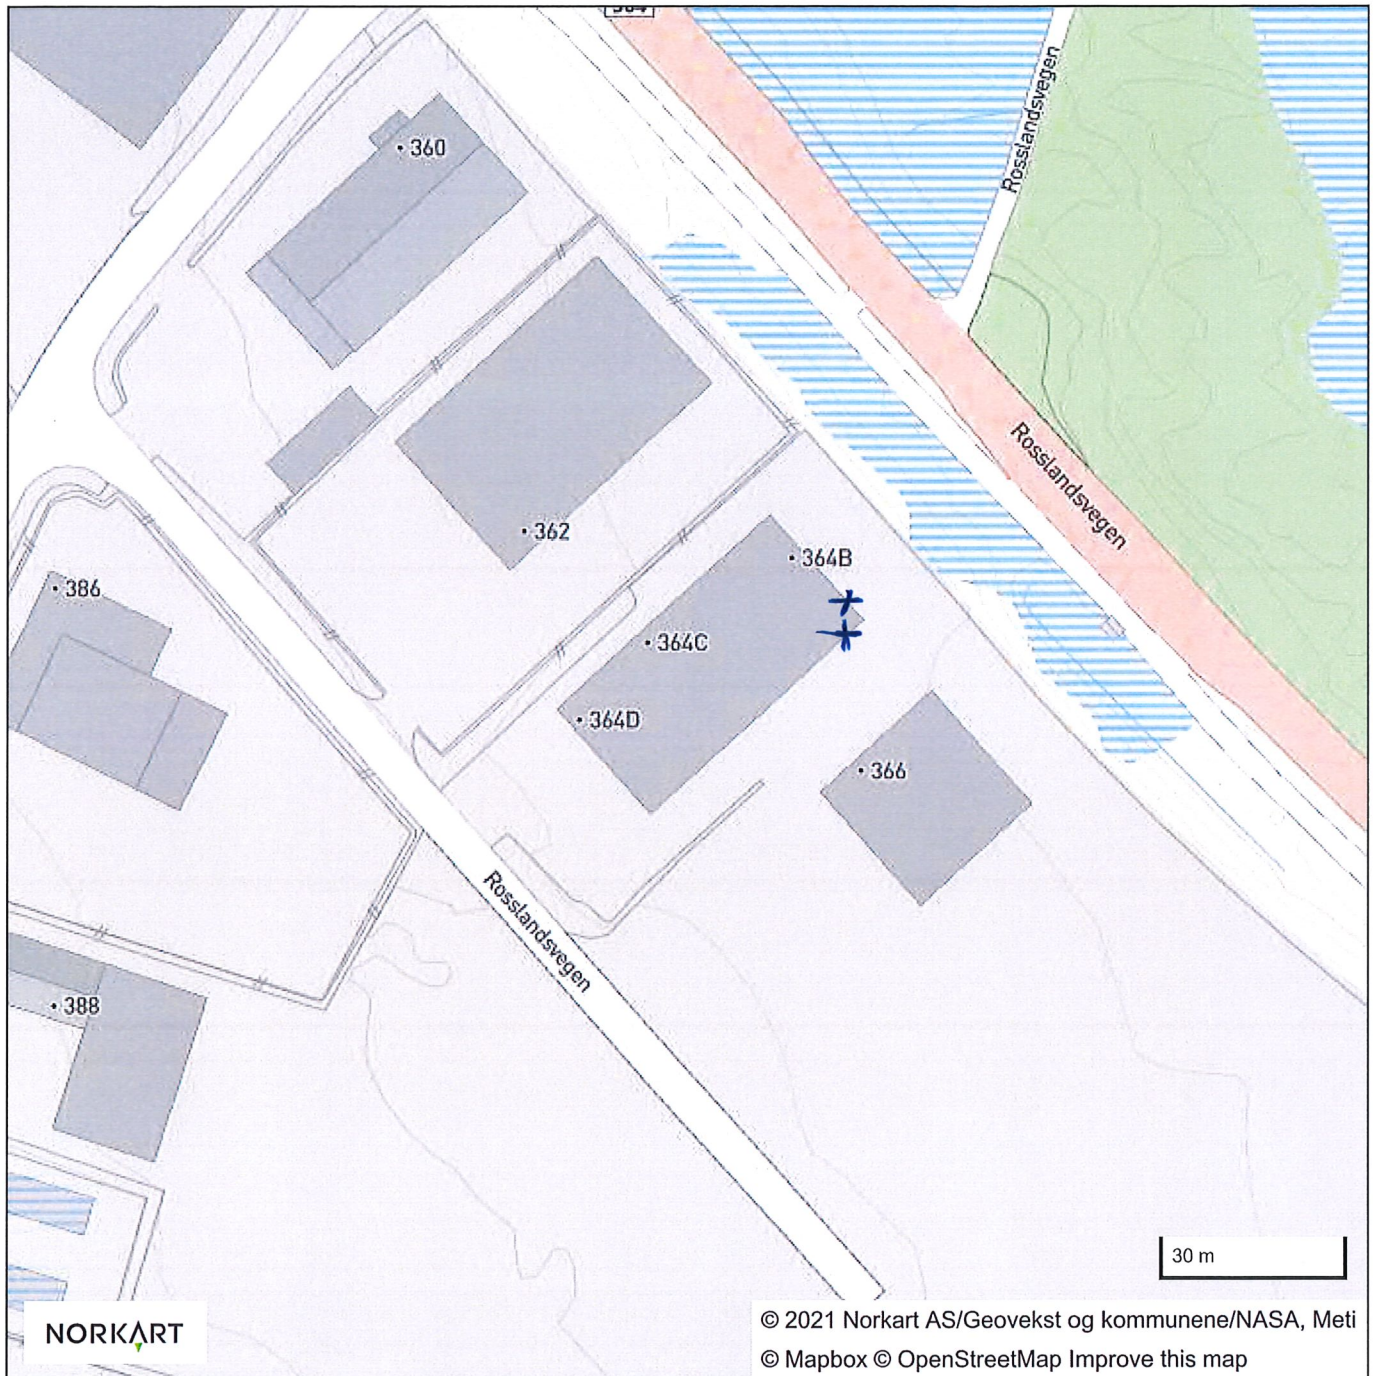 Rosslandsvegen
360
Rosslandsvegen
362
364B
386
364C
364D
366
Rosslandsvegen
388
30 m
NORKART
© 2021 Norkart AS/Geovekst og kommunene/NASA, Meti
© Mapbox © OpenStreetMap Improve this map